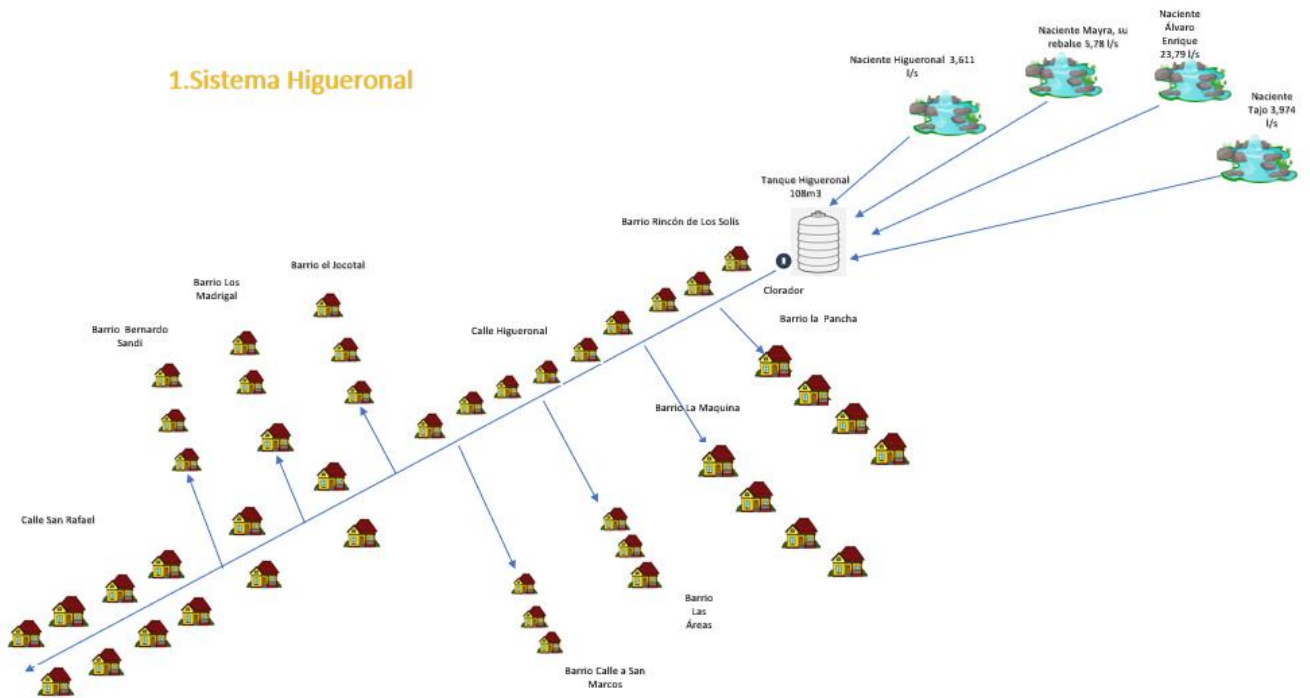 1.Sistema Higueronal
Naciente Higueronal 3,611
l/s
Naciente Mayra, su
rebalse 5,78 l/s
Naciente
Álvaro
Enrique
23,79 l/s
Naciente
Tajo 3,974
l/s
Tanque Higueronal
108m3
Clorador
Barrio Rincón de Los Solís
Barrio la Pancha
Calle Higueronal
Barrio La Maquina
Barrio el Jocotal
Barrio Los
Madrigal
Barrio Bernardo
Sandi
Calle San Rafael
Barrio
Las
Áreas
Barrio Calle a San
Marcos